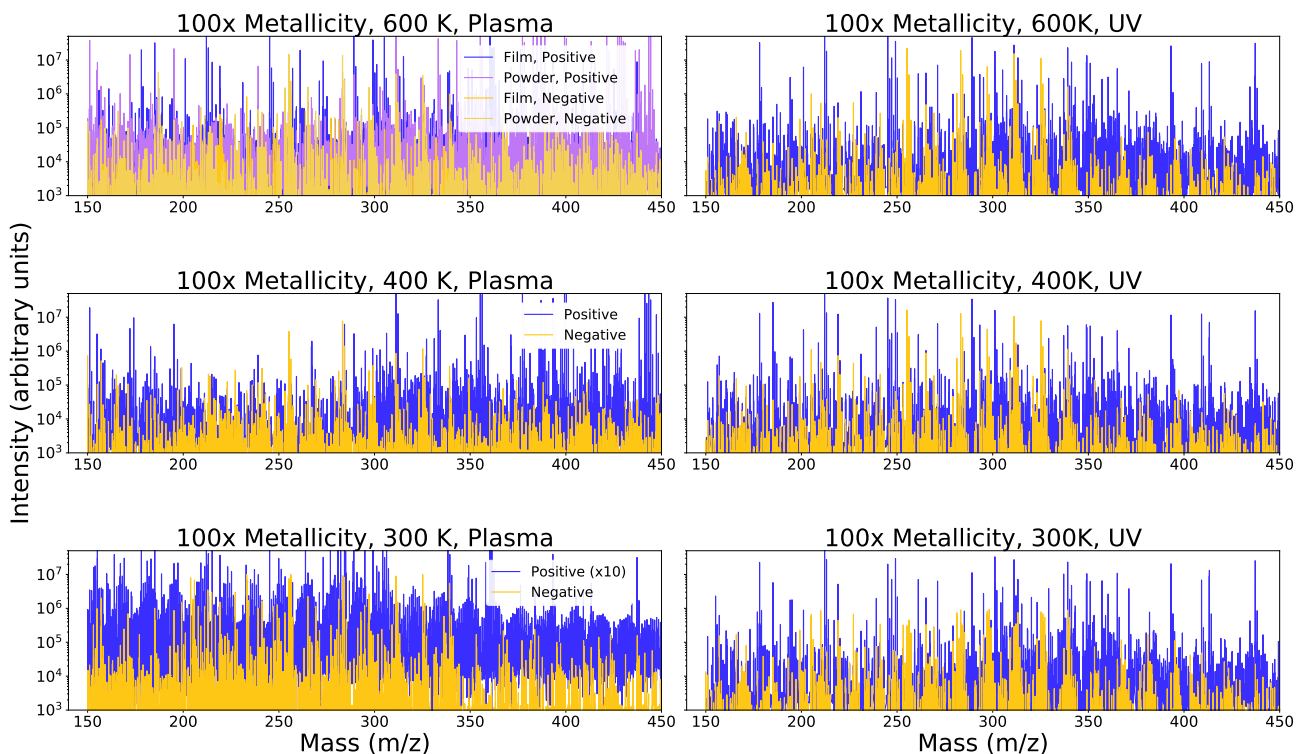 100x Metallicity, 600 K, Plasma
100x Metallicity, 600K, UV
Film, Positive
Powder, Positive
Film, Negative
Powder, Negative
10^7
10^6
10^5
10^4
10^3
150 200 250 300 350 400 450
150 200 250 300 350 400 450
Intensity (arbitrary units)
100x Metallicity, 400 K, Plasma
100x Metallicity, 400K, UV
Positive
Negative
10^7
10^6
10^5
10^4
10^3
150 200 250 300 350 400 450
150 200 250 300 350 400 450
100x Metallicity, 300 K, Plasma
100x Metallicity, 300K, UV
Positive (x10)
Negative
10^7
10^6
10^5
10^4
10^3
150 200 250 300 350 400 450
150 200 250 300 350 400 450
Mass (m/z)
Mass (m/z)